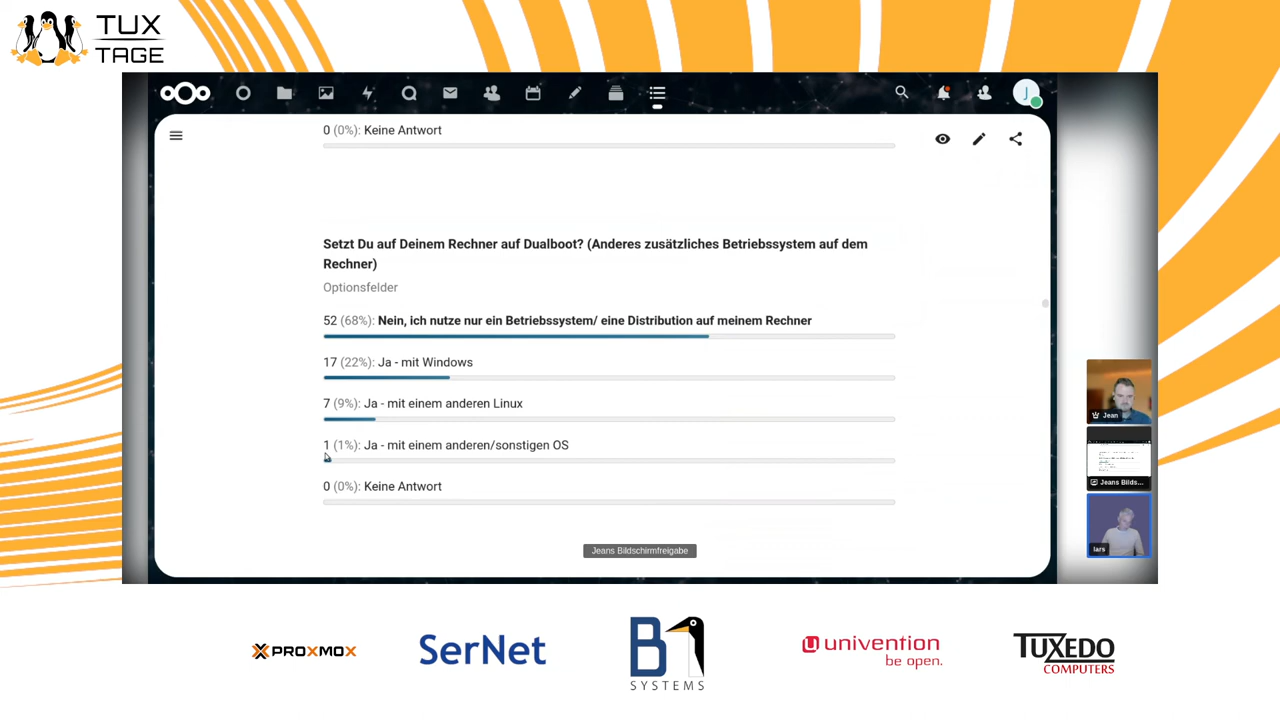 TUX
TAGE
J
0 (0%): Keine Antwort
Setzt Du auf Deinem Rechner auf Dualboot? (Anderes zusätzliches Betriebssystem auf dem
Rechner)
Optionsfelder
52 (68%): Nein, ich nutze nur ein Betriebssystem/ eine Distribution auf meinem Rechner
17 (22%): Ja - mit Windows
7 (9%): Ja - mit einem anderen Linux
1 (1%): Ja - mit einem anderen/sonstigen OS
0 (0%): Keine Antwort
Jeans Bildschirmfreigabe
Jean
Jeans Bilds...
lars
PROXMOX
SerNet
B1
SYSTEMS
univention
be open.
TUXEDO
COMPUTERS